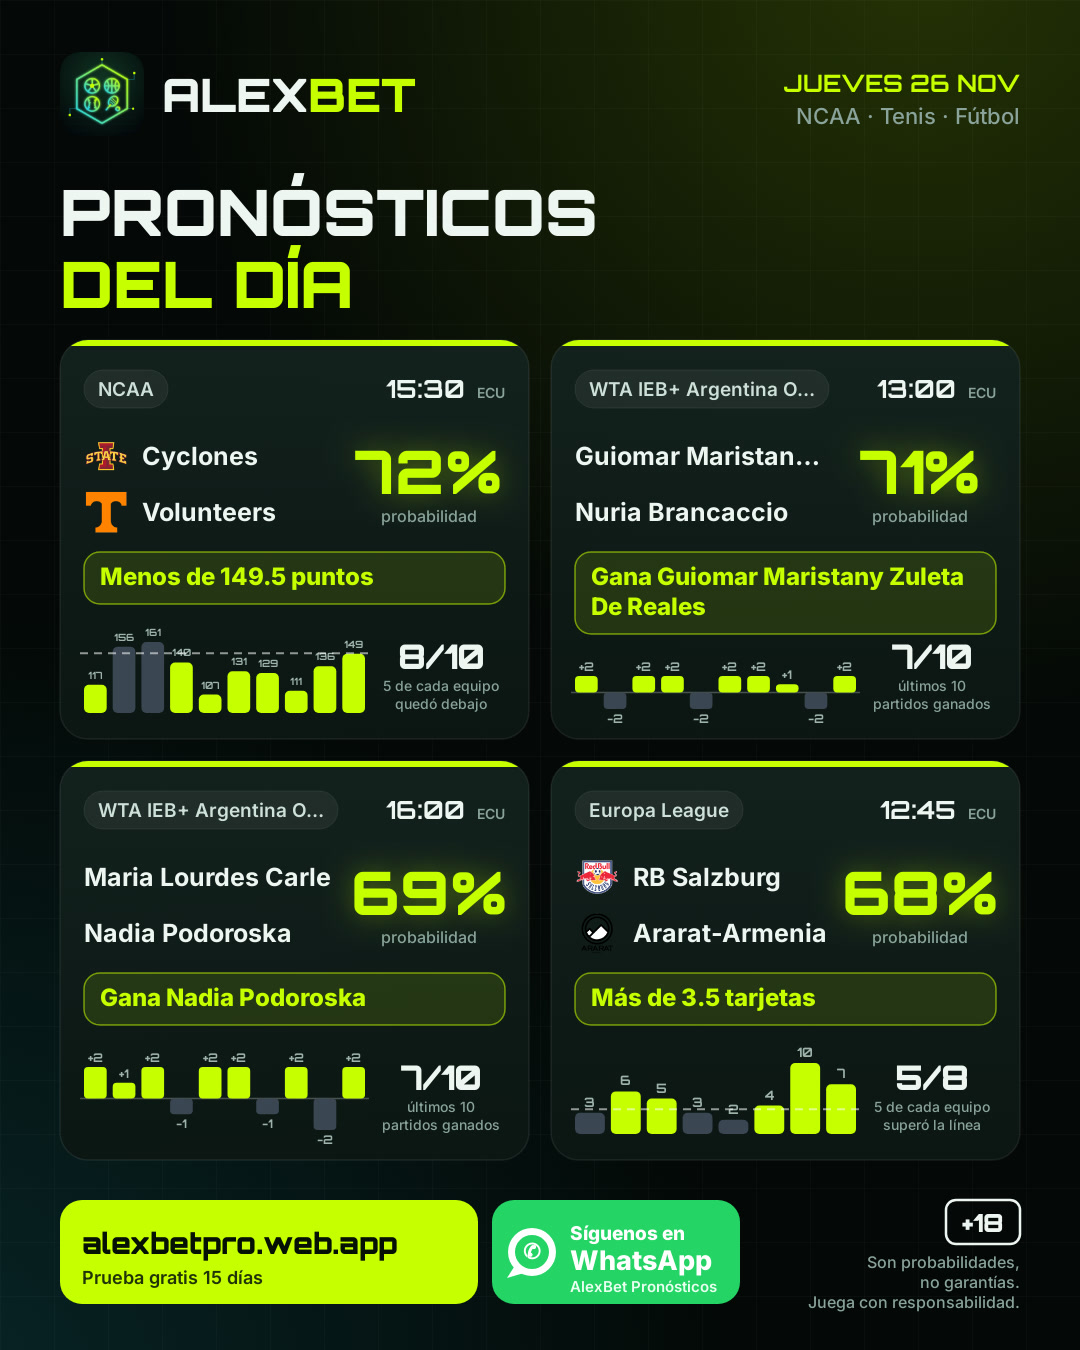 ALEXBET
JUEVES 26 NOV
NCAA · Tenis · Fútbol
PRONÓSTICOS
DEL DÍA
NCAA
15:30 ECU
STATE
Cyclones
Volunteers
72%
probabilidad
Menos de 149.5 puntos
117 156 161 140 107 131 129 111 136 149
8/10
5 de cada equipo
quedó debajo
WTA IEB+ Argentina O...
13:00 ECU
Guiomar Maristan...
Nuria Brancaccio
71%
probabilidad
Gana Guiomar Maristany Zuleta
De Reales
+2 -2 +2 +2 -2 +2 +2 +1 -2 +2
7/10
últimos 10
partidos ganados
WTA IEB+ Argentina O...
16:00 ECU
Maria Lourdes Carle
Nadia Podoroska
69%
probabilidad
Gana Nadia Podoroska
+2 +1 +2 -1 +2 +2 -1 +2 -2 +2
7/10
últimos 10
partidos ganados
Europa League
12:45 ECU
RedBull
SALZBURG
RB Salzburg
ARARAT
Ararat-Armenia
68%
probabilidad
Más de 3.5 tarjetas
3 6 5 3 2 4 10 7
5/8
5 de cada equipo
superó la línea
alexbetpro.web.app
Prueba gratis 15 días
Síguenos en
WhatsApp
AlexBet Pronósticos
+18
Son probabilidades,
no garantías.
Juega con responsabilidad.